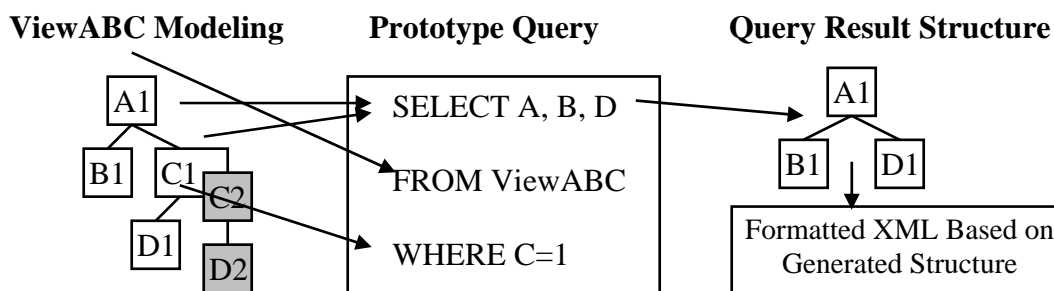 ViewABC Modeling
Prototype Query
Query Result Structure
A1
B1
C1
C2
D1
D2
SELECT A, B, D
FROM ViewABC
WHERE C=1
A1
B1
D1
Formatted XML Based on
Generated Structure